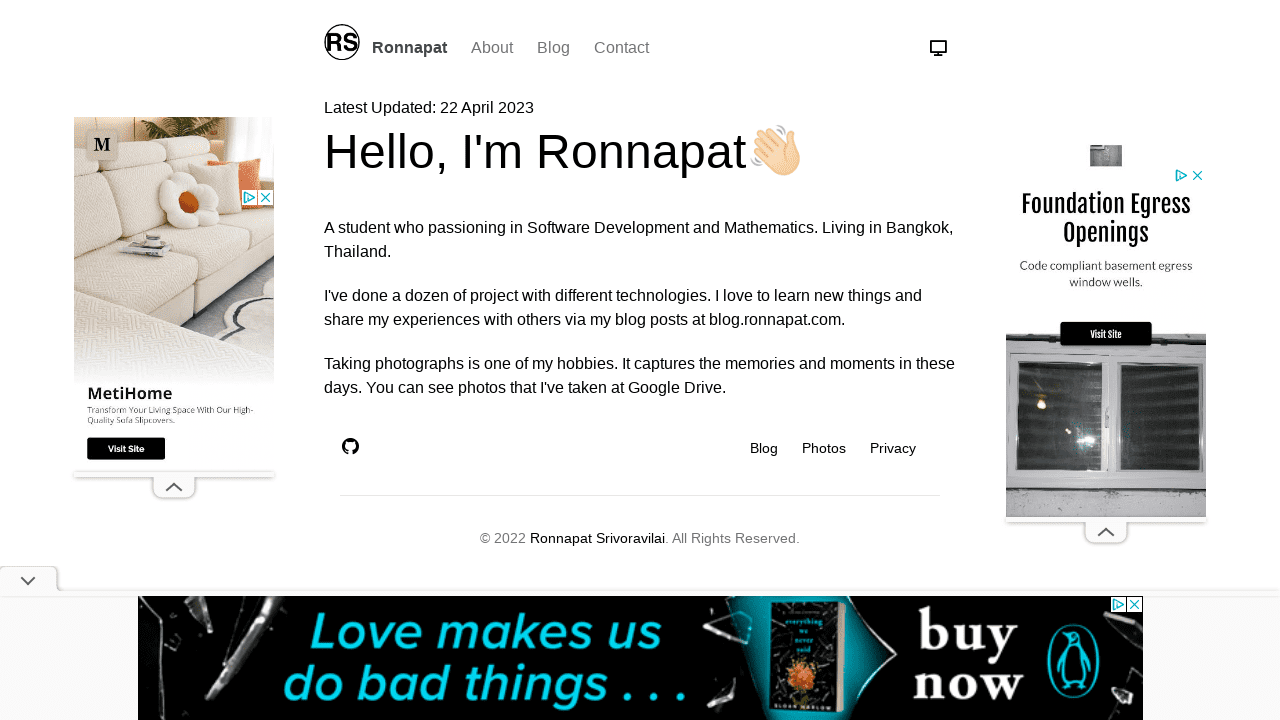 RS Ronnapat About Blog Contact
Latest Updated: 22 April 2023
Hello, I'm Ronnapat
A student who passioning in Software Development and Mathematics. Living in Bangkok,
Thailand.
I've done a dozen of project with different technologies. I love to learn new things and
share my experiences with others via my blog posts at blog.ronnapat.com.
Taking photographs is one of my hobbies. It captures the memories and moments in these
days. You can see photos that I've taken at Google Drive.
Blog Photos Privacy
© 2022 Ronnapat Srivoravilai. All Rights Reserved.
M
MetiHome
Transform Your Living Space With Our High-
Quality Sofa Slipcovers.
Visit Site
Foundation Egress
Openings
Code compliant basement egress
window wells.
Visit Site
Love makes us
do bad things . . .
everything
we
never
said
SLOAN HARLOW
buy
now